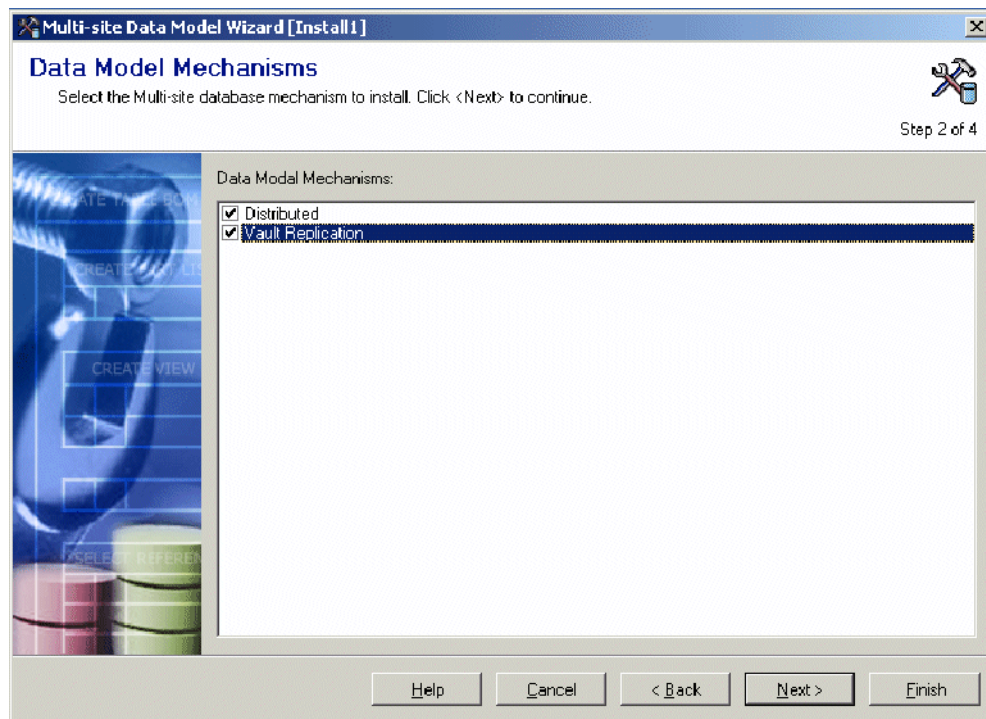 Multi-site Data Model Wizard [Install1]
Data Model Mechanisms
Select the Multi-site database mechanism to install. Click <Next> to continue.
Step 2 of 4
Data Modal Mechanisms:
Distributed
Vault Replication
CREATE VIEW
Help
Cancel
< Back
Next >
Finish